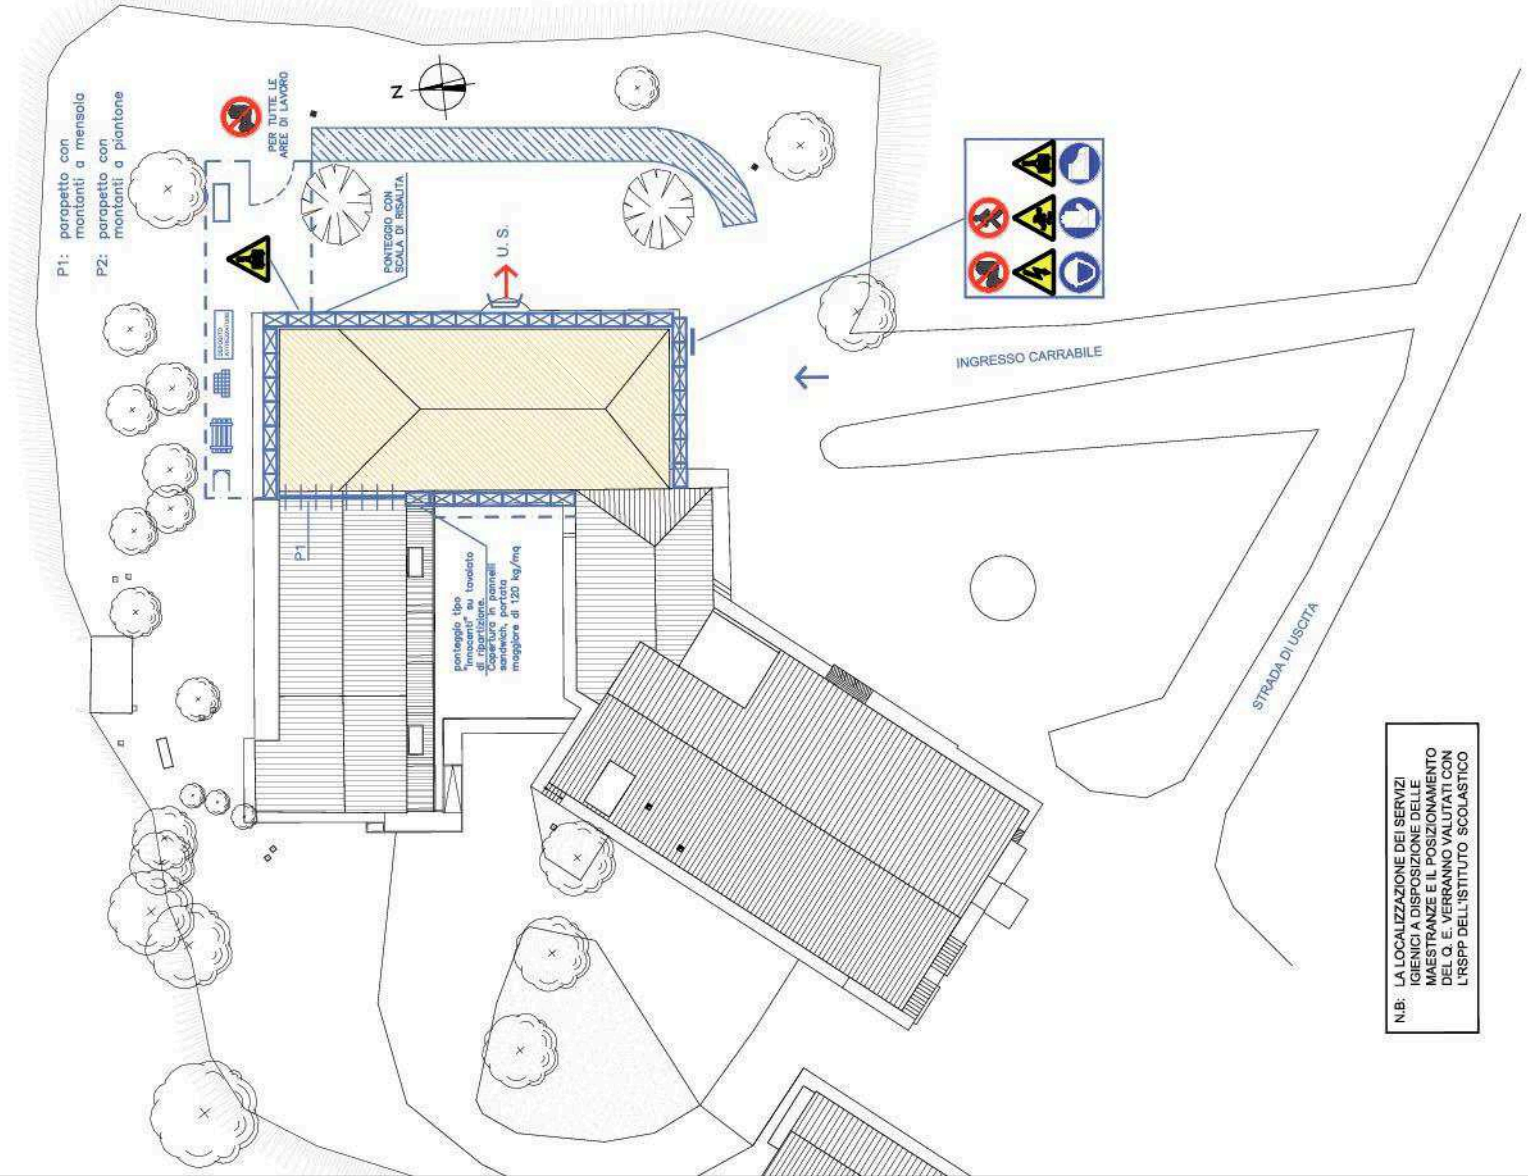 P1: parapetto con
montanti a mensola
P2: parapetto con
montanti a piantone
PER TUTTE LE
AREE DI LAVORO
N
PONTEGGIO CON
SCALA DI RISALITA
U. S.
DEPOSITO
ATTREZZATURE
INGRESSO CARRABILE
P1
ponteggio tipo
"Innocenti" su tavolato
di ripartizione.
Copertura in pannelli
sandwich, portata
maggiore di 120 kg/mq
STRADA DI USCITA
N.B: LA LOCALIZZAZIONE DEI SERVIZI
IGIENICI A DISPOSIZIONE DELLE
MAESTRANZE E IL POSIZIONAMENTO
DEL Q. E. VERRANNO VALUTATI CON
L'RSPP DELL'ISTITUTO SCOLASTICO